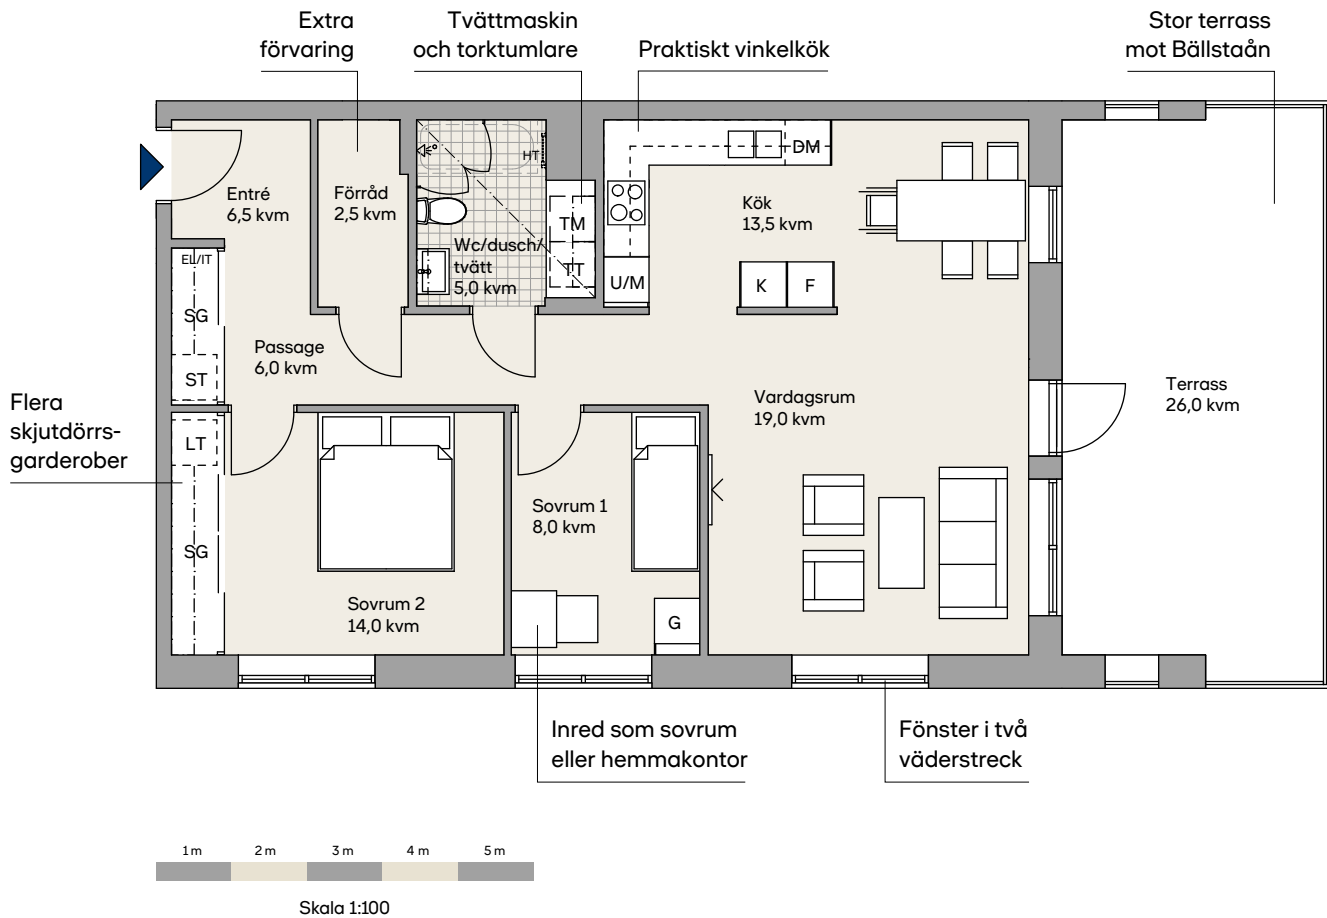 Extra
förvaring
Tvättmaskin
och torktumlare
Praktiskt vinkelkök
Stor terrass
mot Bällstaån
Entré
6,5 kvm
Förråd
2,5 kvm
HT
Wc/dusch/
tvätt
5,0 kvm
TM
TT
DM
U/M
Kök
13,5 kvm
K
F
EL/IT
SG
ST
Passage
6,0 kvm
Vardagsrum
19,0 kvm
Terrass
26,0 kvm
Flera
skjutdörrs-
garderober
LT
SG
Sovrum 2
14,0 kvm
Sovrum 1
8,0 kvm
G
Inred som sovrum
eller hemmakontor
Fönster i två
väderstreck
1 m 2 m 3 m 4 m 5 m
Skala 1:100